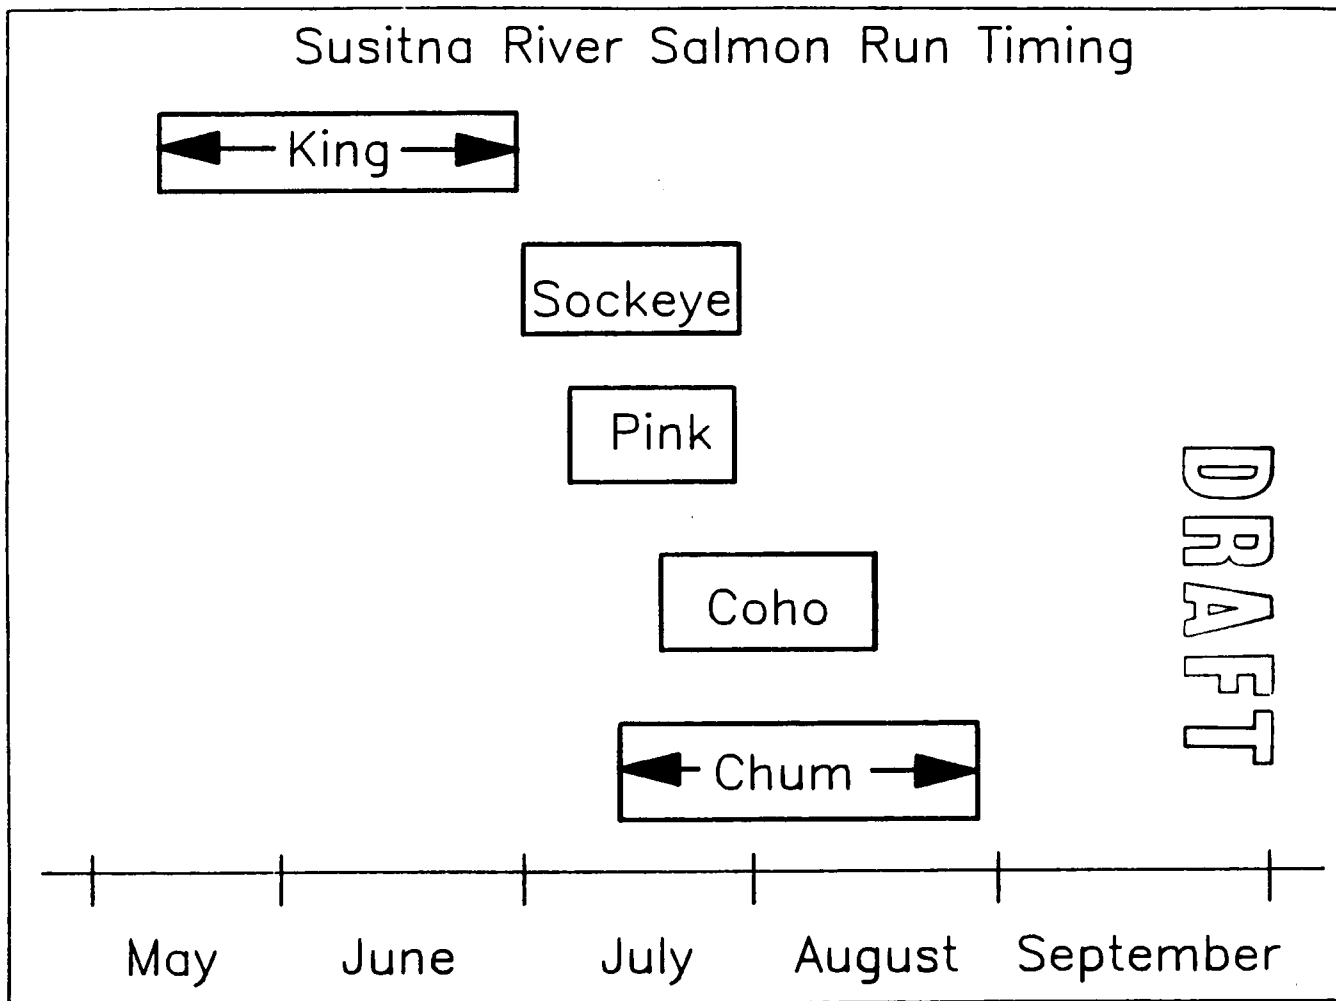 Susitna River Salmon Run Timing
King
Sockeye
Pink
Coho
Chum
DRAFT
May June July August September